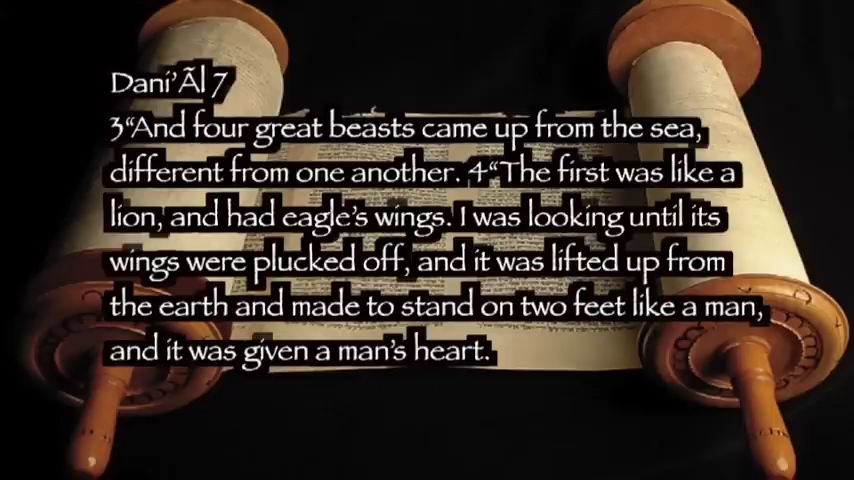 Dani’Ãl 7
3“And four great beasts came up from the sea,
different from one another. 4“The first was like a
lion, and had eagle’s wings. I was looking until its
wings were plucked off, and it was lifted up from
the earth and made to stand on two feet like a man,
and it was given a man’s heart.